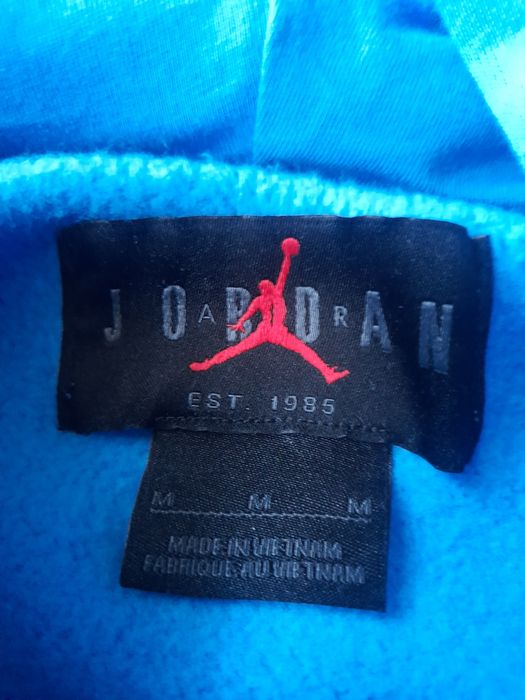 JORDAN
AIR
EST. 1985
M M M
MADE IN VIETNAM
FABRIQUE AU VIETNAM